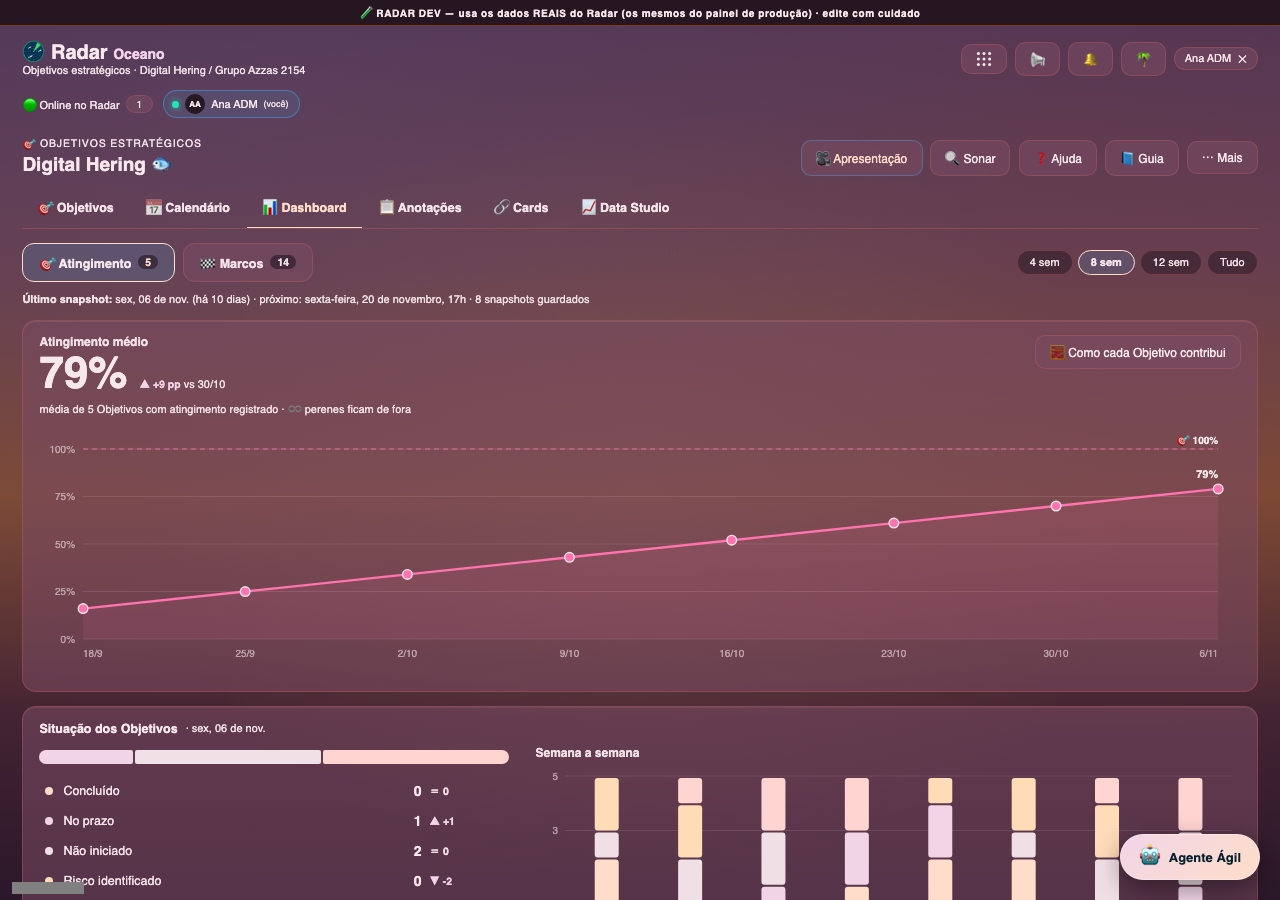 RADAR DEV — usa os dados REAIS do Radar (os mesmos do painel de produção) · edite com cuidado
Radar Oceano
Objetivos estratégicos · Digital Hering / Grupo Azzas 2154
Ana ADM ✕
Online no Radar 1 AA Ana ADM (você)
OBJETIVOS ESTRATÉGICOS
Digital Hering
Apresentação Sonar Ajuda Guia ··· Mais
Objetivos Calendário Dashboard Anotações Cards Data Studio
Atingimento 5 Marcos 14
4 sem 8 sem 12 sem Tudo
Último snapshot: sex, 06 de nov. (há 10 dias) · próximo: sexta-feira, 20 de novembro, 17h · 8 snapshots guardados
Atingimento médio
Como cada Objetivo contribui
79% ▲ +9 pp vs 30/10
média de 5 Objetivos com atingimento registrado · ♾️ perenes ficam de fora
100%
100%
79%
75%
50%
25%
0%
18/9 25/9 2/10 9/10 16/10 23/10 30/10 6/11
Situação dos Objetivos · sex, 06 de nov.
Semana a semana
5
3
Concluído 0 = 0
No prazo 1 ▲ +1
Não iniciado 2 = 0
Risco identificado 0 ▼ -2
Agente Ágil